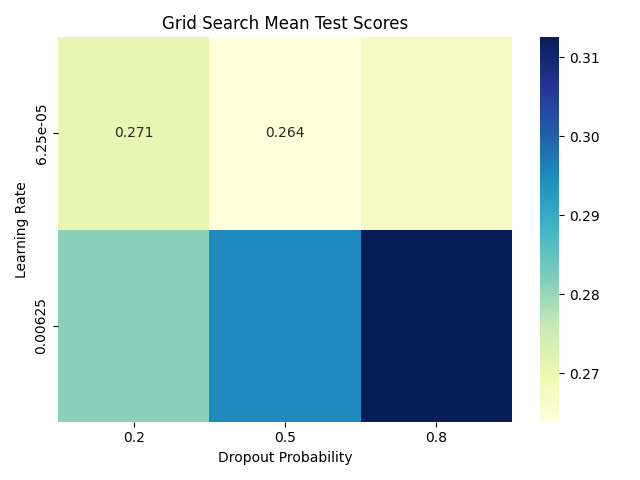 Grid Search Mean Test Scores
6.25e-05
0.00625
Learning Rate
0.271
0.264
0.2
0.5
0.8
Dropout Probability
0.31
0.30
0.29
0.28
0.27